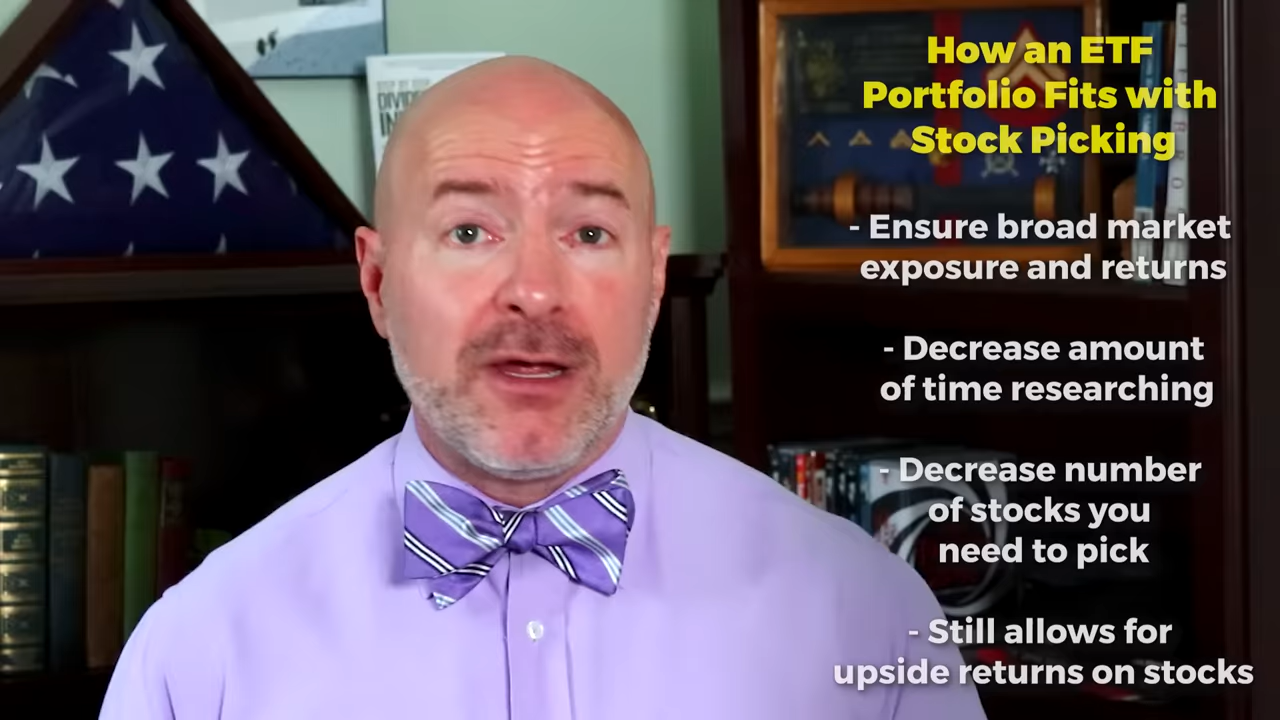 How an ETF
Portfolio Fits with
Stock Picking
- Ensure broad market
exposure and returns
- Decrease amount
of time researching
- Decrease number
of stocks you
need to pick
- Still allows for
upside returns on stocks